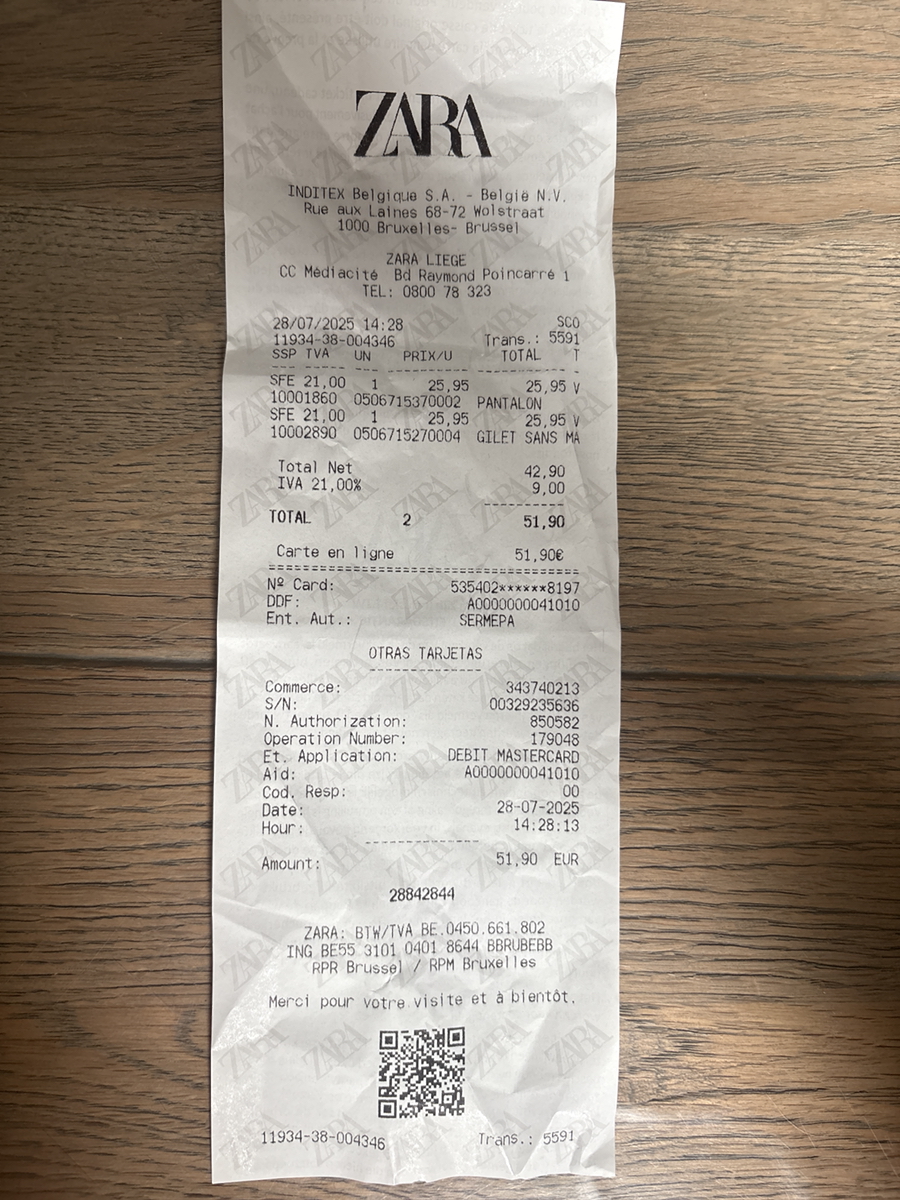 ZARA
INDITEX Belgique S.A. - België N.V.
Rue aux Laines 68-72 Wolstraat
1000 Bruxelles- Brussel
ZARA LIEGE
CC Médiacité Bd Raymond Poincarré 1
TEL: 0800 78 323
28/07/2025 14:28 SCO
11934-38-004346 Trans.: 5591
SSP TVA UN PRIX/U TOTAL T
SFE 21,00 1 25,95 25,95 V
10001860 0506715370002 PANTALON
SFE 21,00 1 25,95 25,95 V
10002890 0506715270004 GILET SANS MA
Total Net 42,90
IVA 21,00% 9,00
TOTAL 2 51,90
Carte en ligne 51,90€
Nº Card: 535402******8197
DDF: A0000000041010
Ent. Aut.: SERMEPA
OTRAS TARJETAS
Commerce: 343740213
S/N: 00329235636
N. Authorization: 850582
Operation Number: 179048
Et. Application: DEBIT MASTERCARD
Aid: A0000000041010
Cod. Resp: 00
Date: 28-07-2025
Hour: 14:28:13
Amount: 51,90 EUR
28842844
ZARA: BTW/TVA BE.0450.661.802
ING BE55 3101 0401 8644 BBRUBEBB
RPR Brussel / RPM Bruxelles
Merci pour votre visite et à bientôt.
11934-38-004346 Trans.: 5591